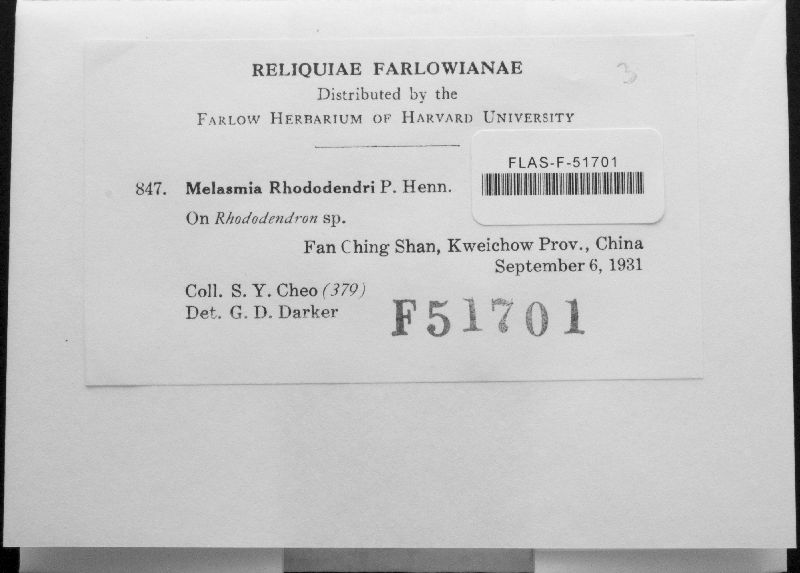 RELIQUIAE FARLOWIANAE
3
Distributed by the
FARLOW HERBARIUM OF HARVARD UNIVERSITY
FLAS-F-51701
847. Melasmia Rhododendri P. Henn.
On Rhododendron sp.
Fan Ching Shan, Kweichow Prov., China
September 6, 1931
Coll. S. Y. Cheo (379)
Det. G. D. Darker
F51701